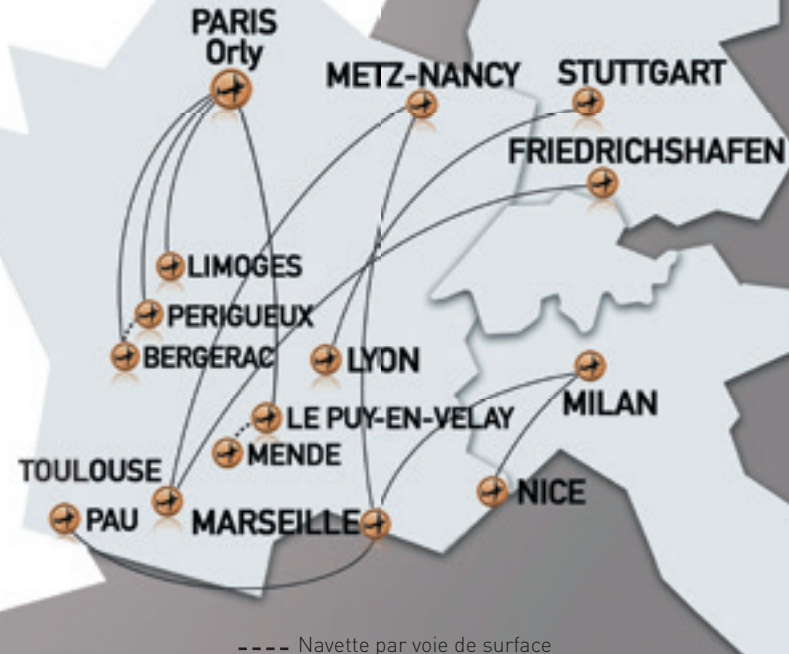 PARIS
Orly
METZ-NANCY
STUTTGART
FRIEDRICHSHAFEN
LIMOGES
PERIGUEUX
BERGERAC
LYON
MILAN
LE PUY-EN-VELAY
MENDE
TOULOUSE
NICE
PAU
MARSEILLE
Navette par voie de surface